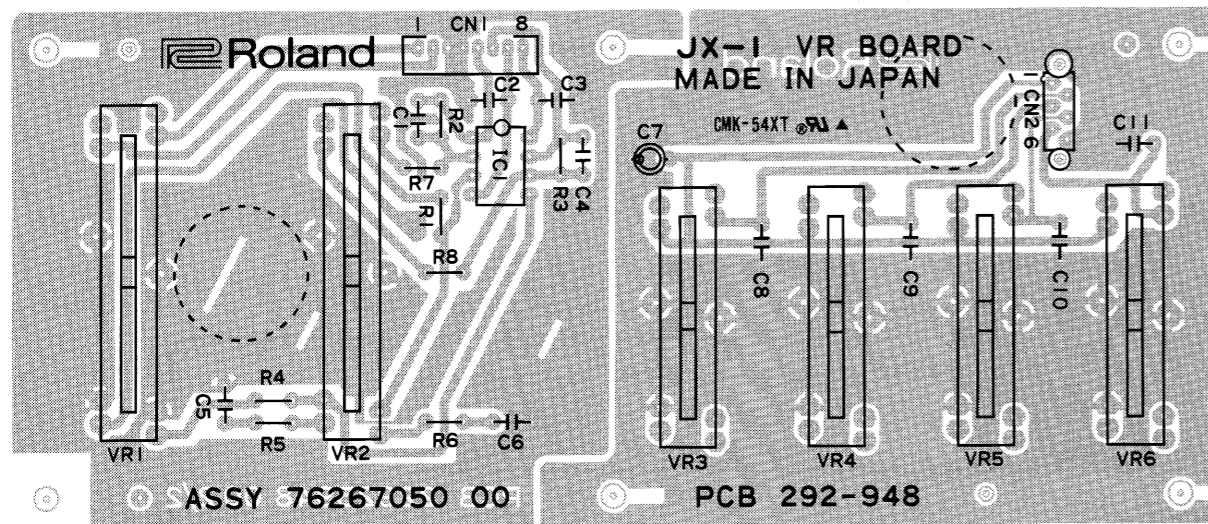 Roland
1 CN1 8
JX-1 VR BOARD
MADE IN JAPAN
CMK-54XT
C2
C3
C1
R2
IC1
R7
R1
R3
C4
R8
C7
CN2
6
C11
C8
C9
C10
R4
C5
R5
R6
C6
VR1
VR2
VR3
VR4
VR5
VR6
ASSY 76267050 00
PCB 292-948